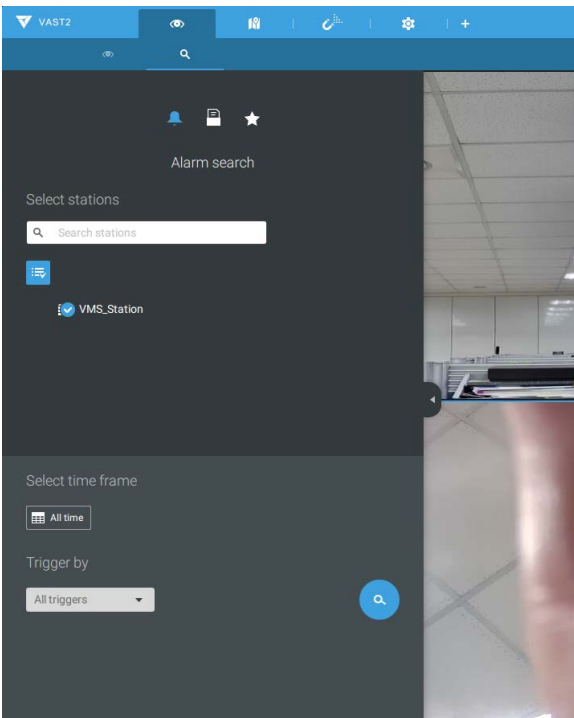 VAST2
Alarm search
Select stations
Search stations
VMS_Station
Select time frame
All time
Trigger by
All triggers